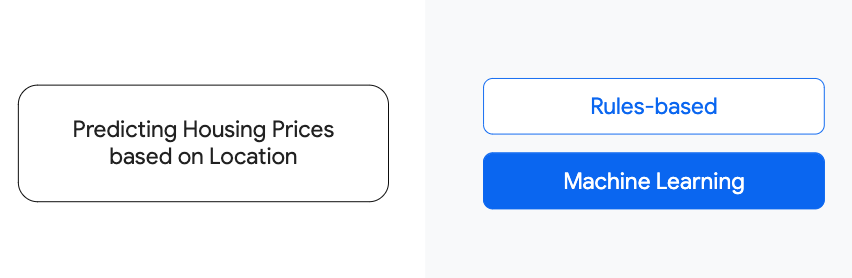 Predicting Housing Prices
based on Location
Rules-based
Machine Learning